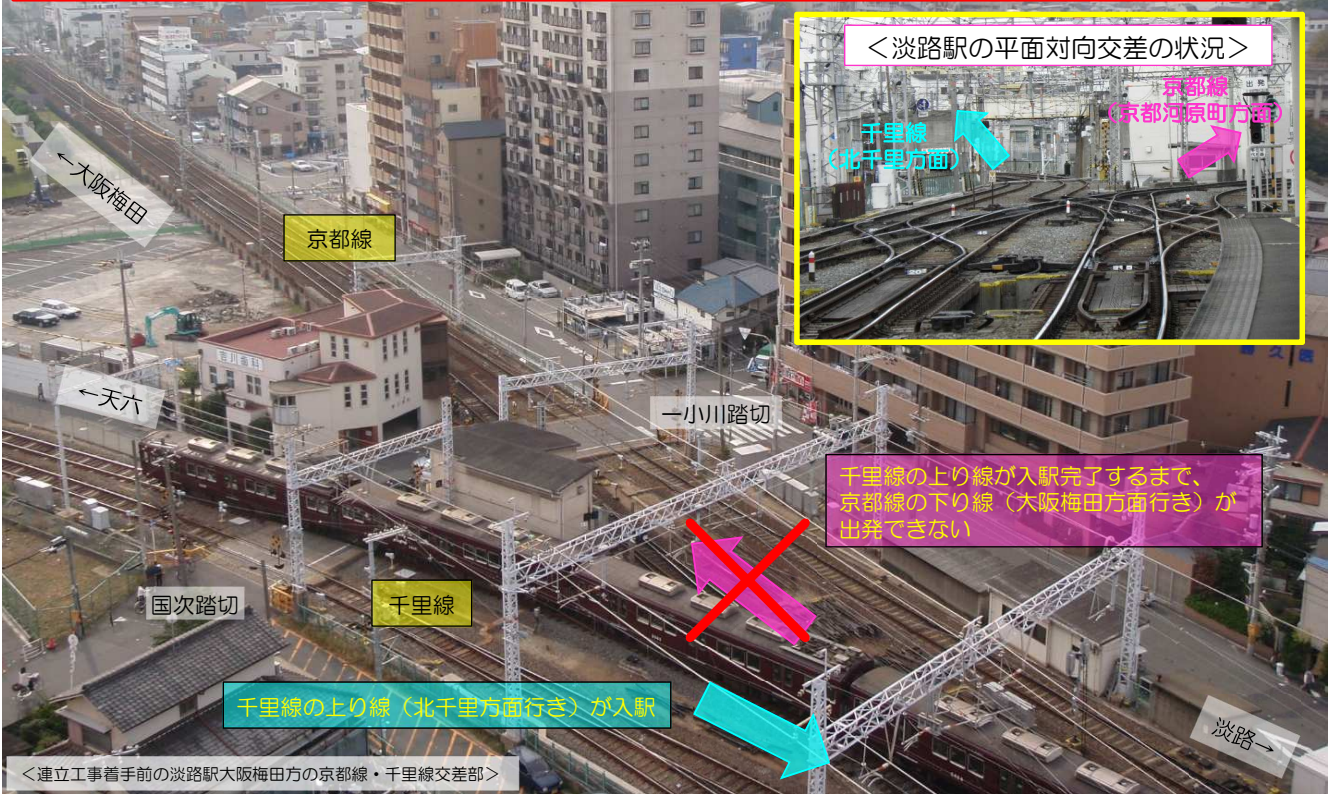 ＜淡路駅の平面対向交差の状況＞
京都線
（京都河原町方面）
千里線
（北千里方面）
←大阪梅田
京都線
←天六
一小川踏切
千里線の上り線が入駅完了するまで、
京都線の下り線（大阪梅田方面行き）が
出発できない
国次踏切
千里線
千里線の上り線（北千里方面行き）が入駅
淡路→
＜連立工事着手前の淡路駅大阪梅田方の京都線・千里線交差部＞